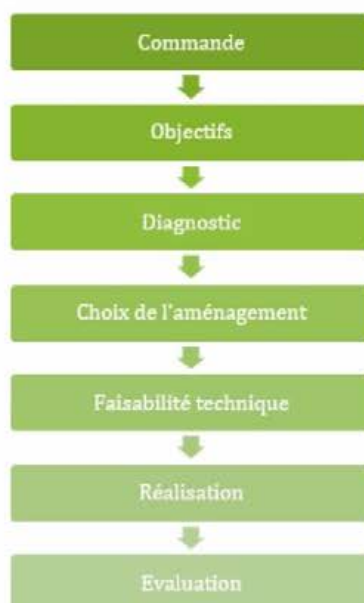 Commande
Objectifs
Diagnostic
Choix de l'aménagement
Faisabilité technique
Réalisation
Evaluation